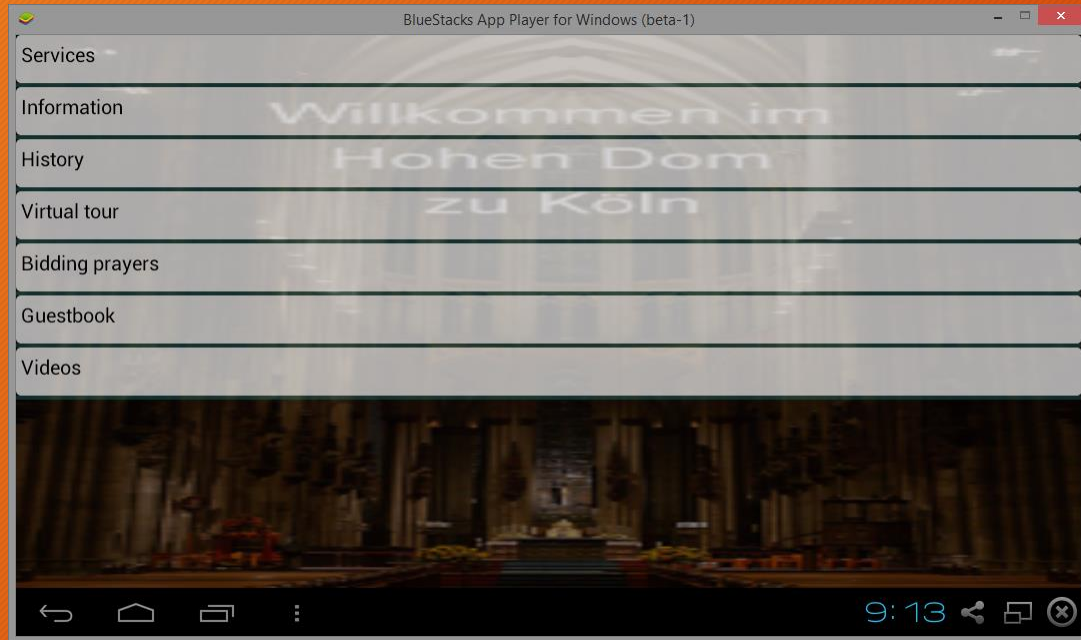 BlueStacks App Player for Windows (beta-1)
Services
Information
Willkommen im
History
Hohen Dom
Virtual tour
zu Köln
Bidding prayers
Guestbook
Videos
9:13